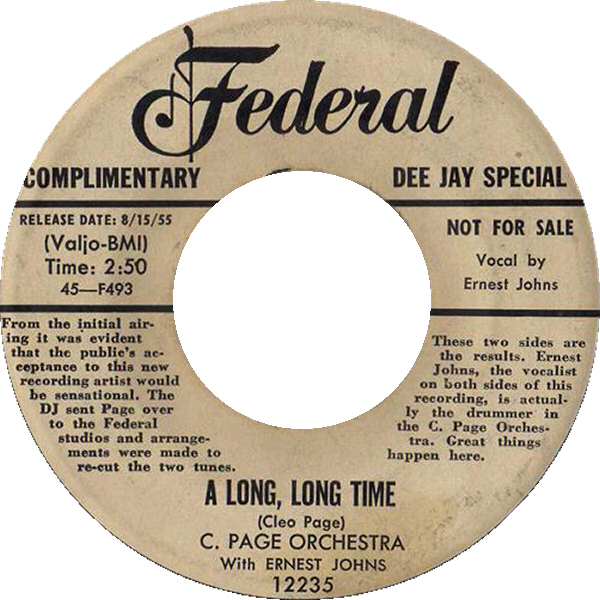 Federal
COMPLIMENTARY
DEE JAY SPECIAL
RELEASE DATE: 8/15/55
(Valjo-BMI)
Time: 2:50
45—F493
NOT FOR SALE
Vocal by
Ernest Johns
From the initial air-
ing it was evident
that the public's ac-
ceptance to this new
recording artist would
be sensational. The
DJ sent Page over
to the Federal
studios and arrange-
ments were made to
re-cut the two tunes.
These two sides are
the results. Ernest
Johns, the vocalist
on both sides of this
recording, is actual-
ly the drummer in
the C. Page Orches-
tra. Great things
happen here.
A LONG, LONG TIME
(Cleo Page)
C. PAGE ORCHESTRA
With ERNEST JOHNS
12235